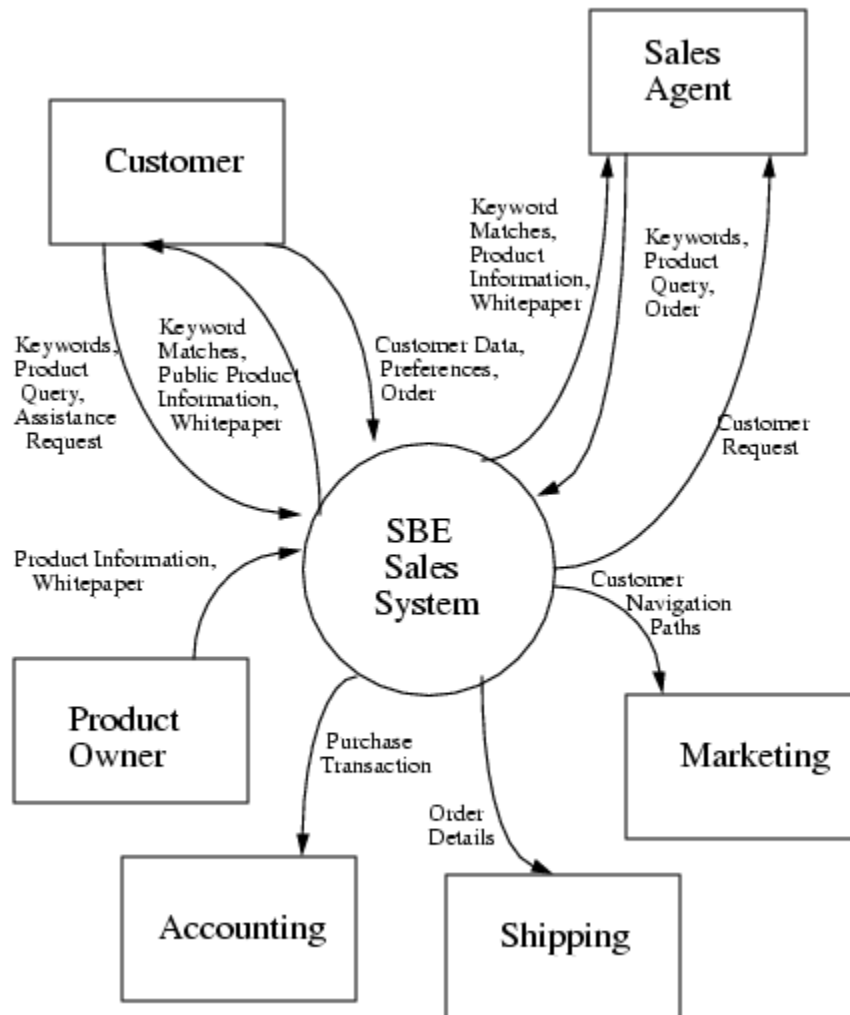 Sales
Agent
Customer
Keyword
Matches,
Product
Information,
Whitepaper
Keywords,
Product
Query,
Order
Keywords,
Product
Query,
Assistance
Request
Keyword
Matches,
Public Product
Information,
Whitepaper
Customer Data,
Preferences,
Order
Customer
Request
SBE
Sales
System
Product Information,
Whitepaper
Customer
Navigation
Paths
Product
Owner
Purchase
Transaction
Marketing
Order
Details
Accounting
Shipping